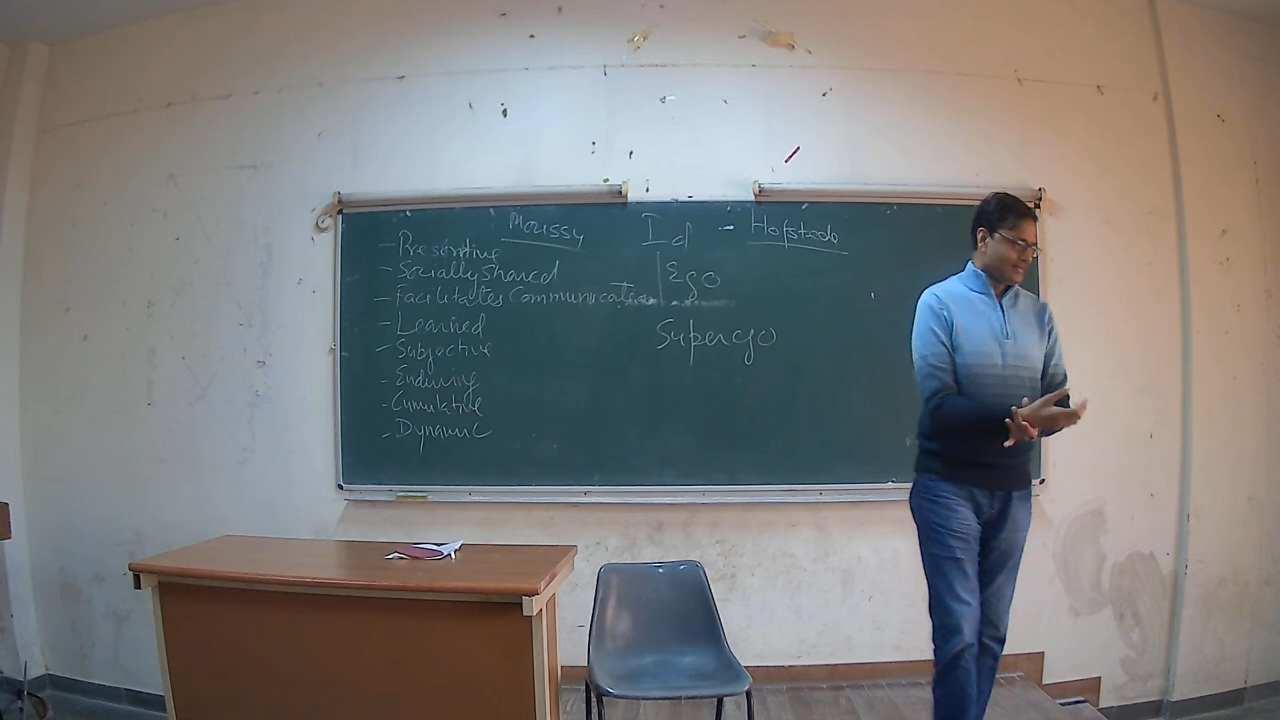 Moussy Id - Hofstede
- Prescriptive
- Socially Shared
- Facilitates Communication
- Learned
- Subjective
- Enduring
- Cumulative
- Dynamic
Ego
Superego